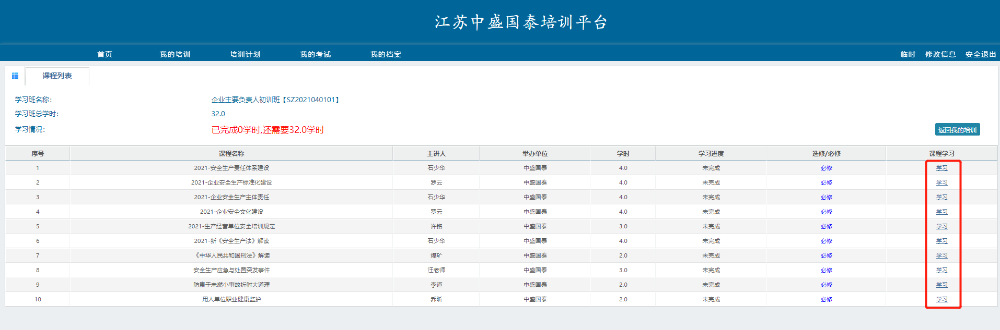 江苏中盛国泰培训平台
首页 我的培训 培训计划 我的考试 我的档案 临时 修改信息 安全退出
课程列表
学习班名称: 企业主要负责人初训班【SZ2021040101】
学习班总学时: 32.0
学习情况: 已完成0学时,还需要32.0学时 返回我的培训
序号 课程名称 主讲人 举办单位 学时 学习进度 选修/必修 课程学习
1 2021-安全生产责任体系建设 石少华 中盛国泰 4.0 未完成 必修 学习
2 2021-企业安全生产标准化建设 罗云 中盛国泰 4.0 未完成 必修 学习
3 2021-企业安全生产主体责任 石少华 中盛国泰 4.0 未完成 必修 学习
4 2021-企业安全文化建设 罗云 中盛国泰 4.0 未完成 必修 学习
5 2021-生产经营单位安全培训规定 许铭 中盛国泰 3.0 未完成 必修 学习
6 2021-新《安全生产法》解读 石少华 中盛国泰 4.0 未完成 必修 学习
7 《中华人民共和国刑法》解读 煤矿 中盛国泰 2.0 未完成 必修 学习
8 安全生产应急与处置突发事件 汪老师 中盛国泰 3.0 未完成 必修 学习
9 防患于未燃小事故折射大道理 李道 中盛国泰 2.0 未完成 必修 学习
10 用人单位职业健康监护 乔昕 中盛国泰 2.0 未完成 必修 学习